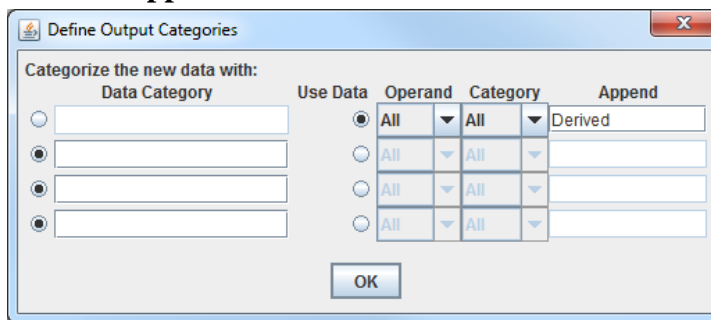 Define Output Categories
Categorize the new data with:
Data Category Use Data Operand Category Append
All All Derived
All All
All All
All All
OK